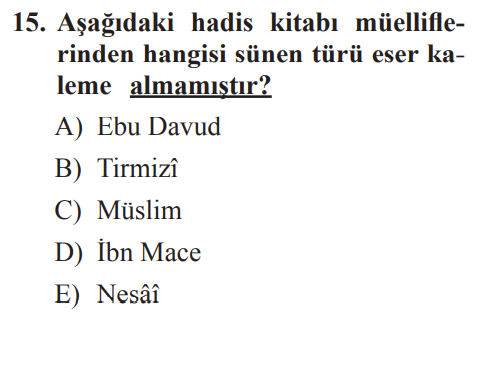 15. Aşağıdaki hadis kitabı müellifle-
rinden hangisi sünen türü eser ka-
leme almamıştır?
A) Ebu Davud
B) Tirmizî
C) Müslim
D) İbn Mace
E) Nesâî